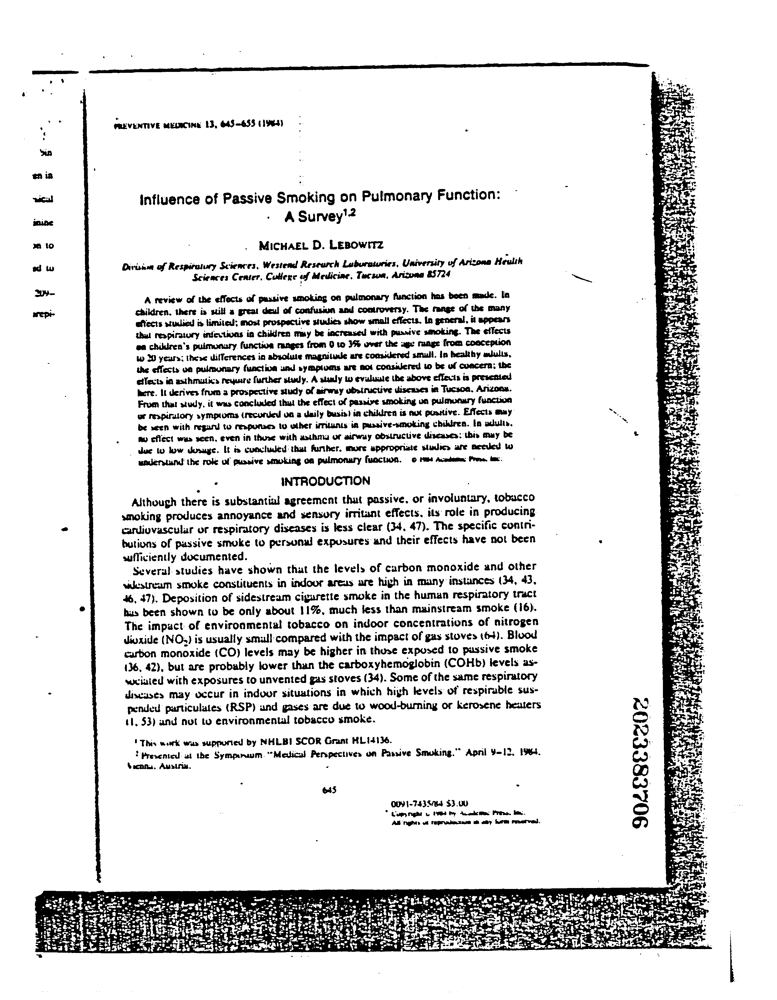 PREVENTIVE MEDICINE 13, 645–655 (1984)
en in
on to
ed to
209–
Influence of Passive Smoking on Pulmonary Function:
A Survey1,2
MICHAEL D. LEBOWITZ
Division of Respiratory Sciences, Westend Research Laboratories, University of Arizona Health
Sciences Center, College of Medicine, Tucson, Arizona 85724
A review of the effects of passive smoking on pulmonary function has been made. In
children, there is still a great deal of confusion and controversy. The range of the many
effects studied is limited; most prospective studies show small effects. In general, it appears
that respiratory infections in children may be increased with passive smoking. The effects
on children's pulmonary function ranges from 0 to 3% over the age range from conception
to 20 years; these differences in absolute magnitude are considered small. In healthy adults,
the effects on pulmonary function and symptoms are not considered to be of concern; the
effects in asthmatics require further study. A study to evaluate the above effects is presented
here. It derives from a prospective study of airway obstructive diseases in Tucson, Arizona.
From that study, it was concluded that the effect of passive smoking on pulmonary function
or respiratory symptoms (recorded on a daily basis) in children is not positive. Effects may
be seen with regard to responses to other irritants in passive-smoking children. In adults,
no effect was seen, even in those with asthma or airway obstructive diseases; this may be
due to low dosage. It is concluded that further, more appropriate studies are needed to
understand the role of passive smoking on pulmonary function. © 1984 Academic Press, Inc.
INTRODUCTION
Although there is substantial agreement that passive, or involuntary, tobacco
smoking produces annoyance and sensory irritant effects, its role in producing
cardiovascular or respiratory diseases is less clear (34, 47). The specific contri-
butions of passive smoke to personal exposures and their effects have not been
sufficiently documented.
Several studies have shown that the levels of carbon monoxide and other
sidestream smoke constituents in indoor areas are high in many instances (34, 43,
46, 47). Deposition of sidestream cigarette smoke in the human respiratory tract
has been shown to be only about 11%, much less than mainstream smoke (16).
The impact of environmental tobacco on indoor concentrations of nitrogen
dioxide (NO2) is usually small compared with the impact of gas stoves (64). Blood
carbon monoxide (CO) levels may be higher in those exposed to passive smoke
(36, 42), but are probably lower than the carboxyhemoglobin (COHb) levels as-
sociated with exposures to unvented gas stoves (34). Some of the same respiratory
diseases may occur in indoor situations in which high levels of respirable sus-
pended particulates (RSP) and gases are due to wood-burning or kerosene heaters
(1, 53) and not to environmental tobacco smoke.
1 This work was supported by NHLBI SCOR Grant HL14136.
2 Presented at the Symposium "Medical Perspectives on Passive Smoking." April 9–12, 1984,
Vienna, Austria.
645
0091-7435/84 $3.00
Copyright © 1984 by Academic Press, Inc.
All rights of reproduction in any form reserved.
2023383706